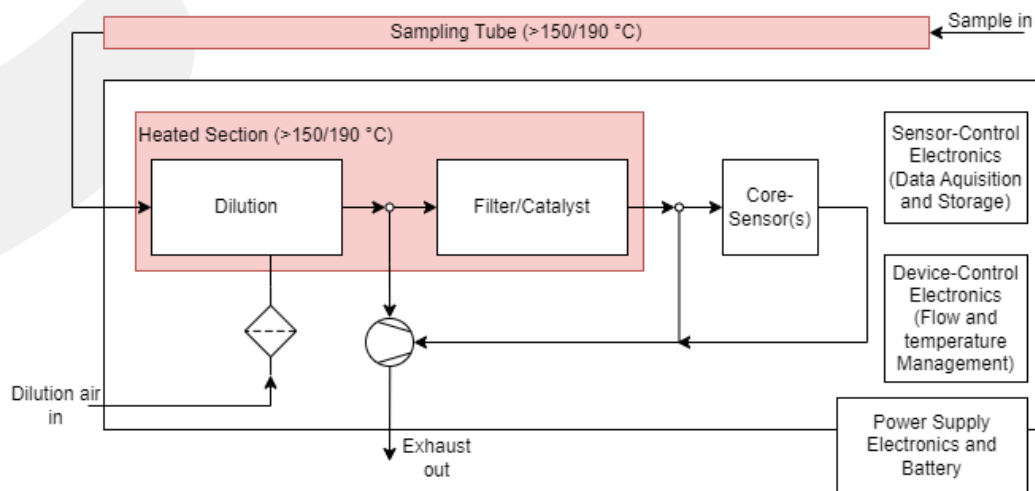 Sampling Tube (>150/190 °C)
Sample in
Heated Section (>150/190 °C)
Dilution
Filter/Catalyst
Core-
Sensor(s)
Sensor-Control
Electronics
(Data Aquisition
and Storage)
Device-Control
Electronics
(Flow and
temperature
Management)
Dilution air
in
Exhaust
out
Power Supply
Electronics and
Battery